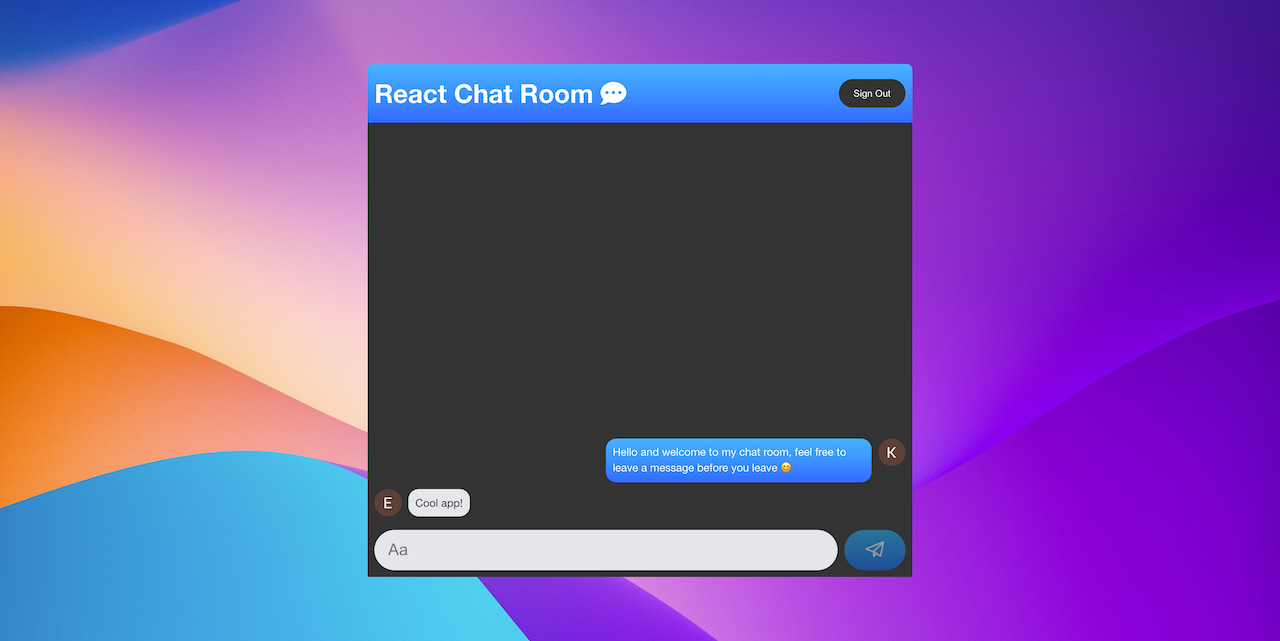 React Chat Room 💬
Sign Out
Hello and welcome to my chat room, feel free to
leave a message before you leave 😊
K
E
Cool app!
Aa